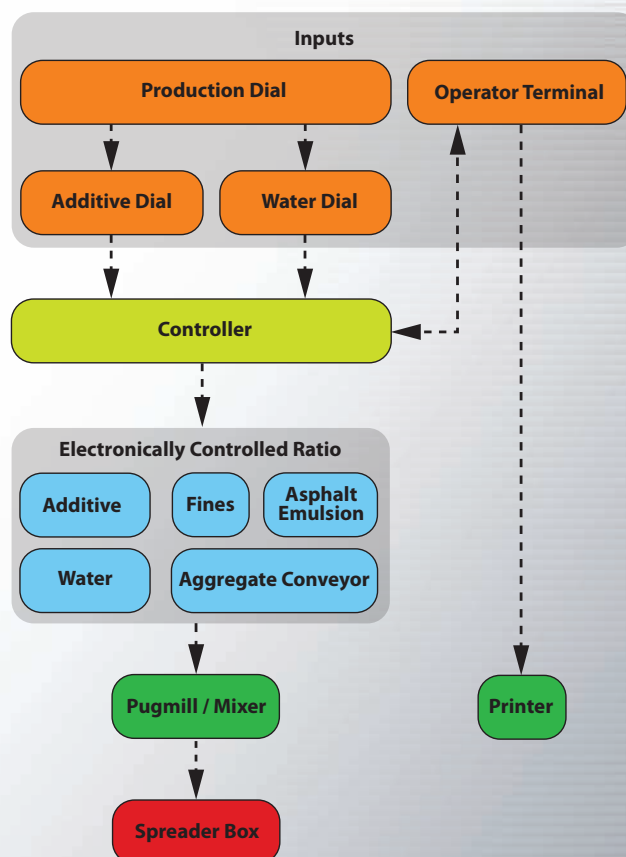 Inputs
Production Dial
Operator Terminal
Additive Dial
Water Dial
Controller
Electronically Controlled Ratio
Additive
Fines
Asphalt
Emulsion
Water
Aggregate Conveyor
Pugmill / Mixer
Printer
Spreader Box